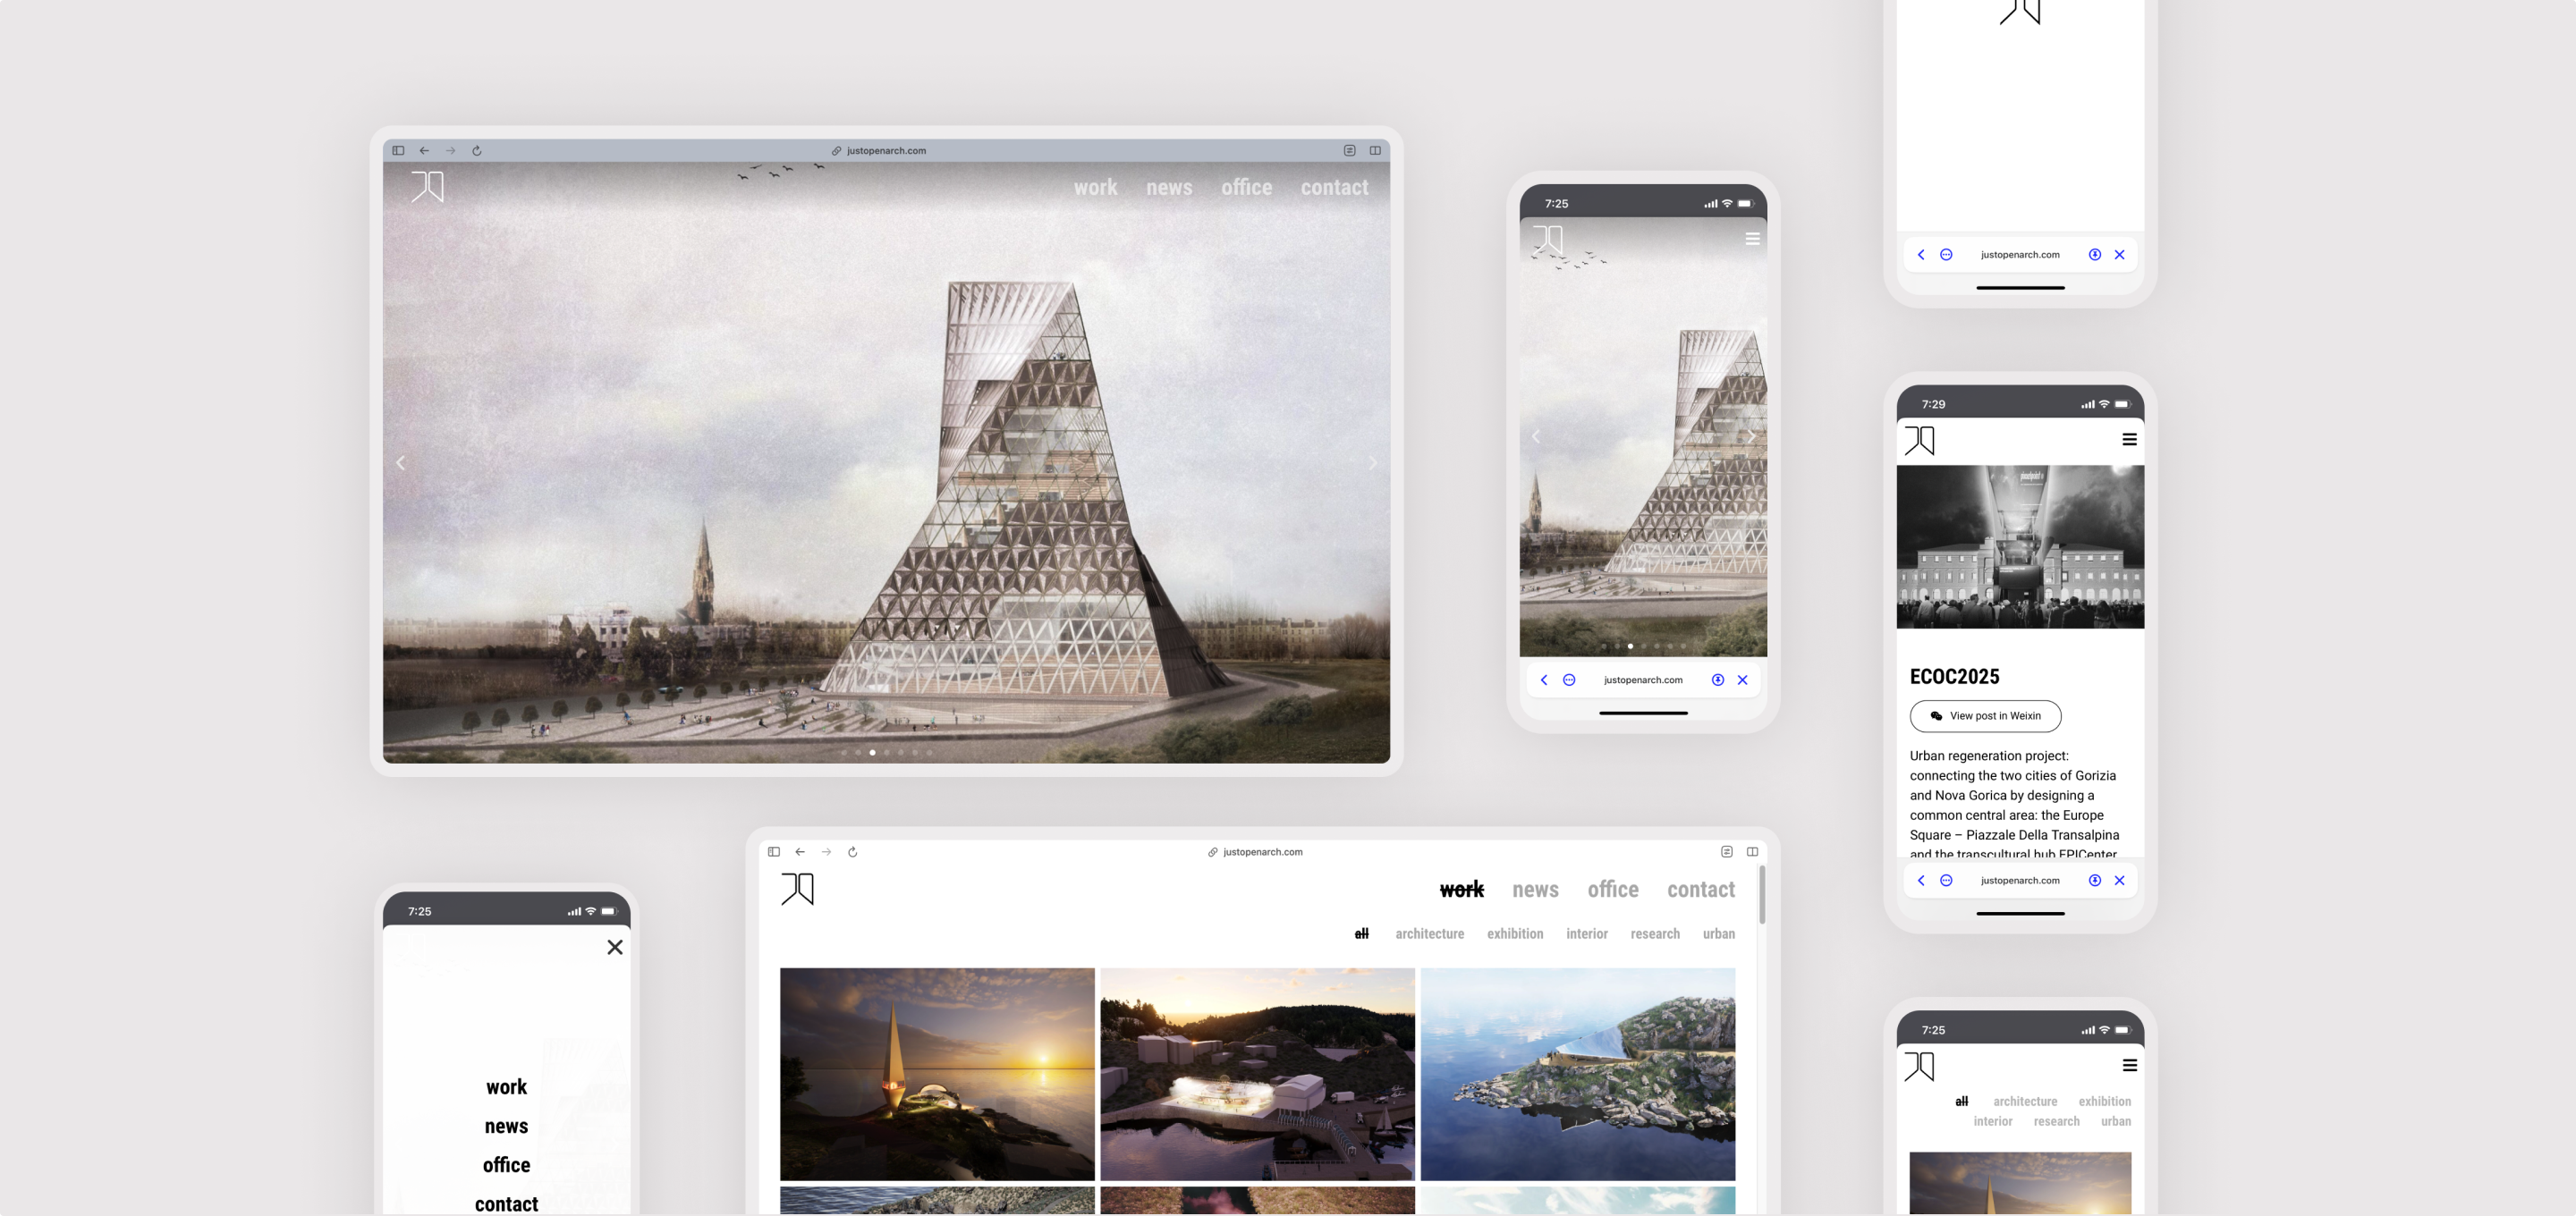 justopenarch.com
work news office contact
7:25
justopenarch.com
justopenarch.com
7:29
ECOC2025
View post in Weixin
Urban regeneration project:
connecting the two cities of Gorizia
and Nova Gorica by designing a
common central area: the Europe
Square – Piazzale Della Transalpina
and the transcultural hub EPICenter
justopenarch.com
7:25
work
news
office
contact
justopenarch.com
work news office contact
all architecture exhibition interior research urban
7:25
all architecture exhibition
interior research urban